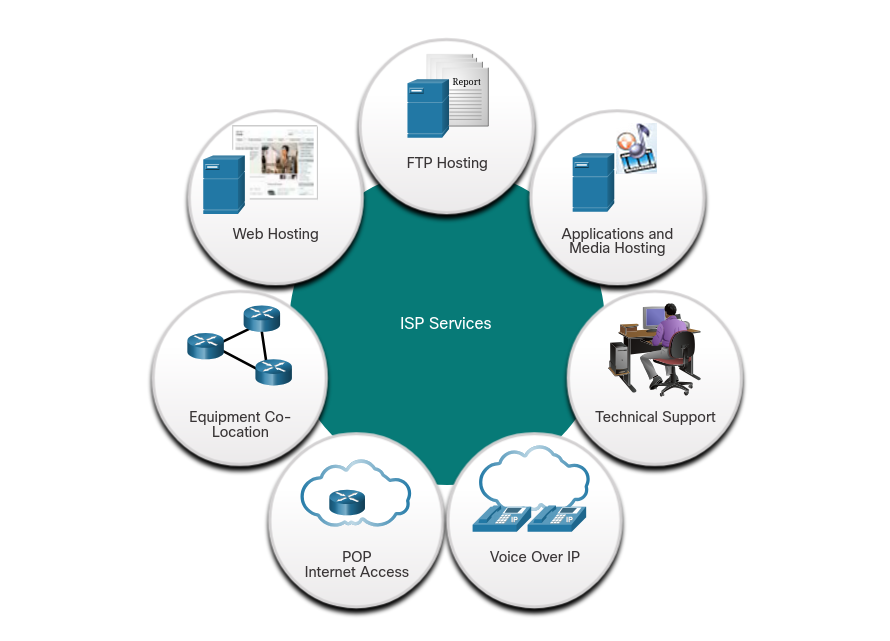 Report
FTP Hosting
Web Hosting
Applications and
Media Hosting
ISP Services
Equipment Co-
Location
Technical Support
POP
Internet Access
IP
IP
Voice Over IP